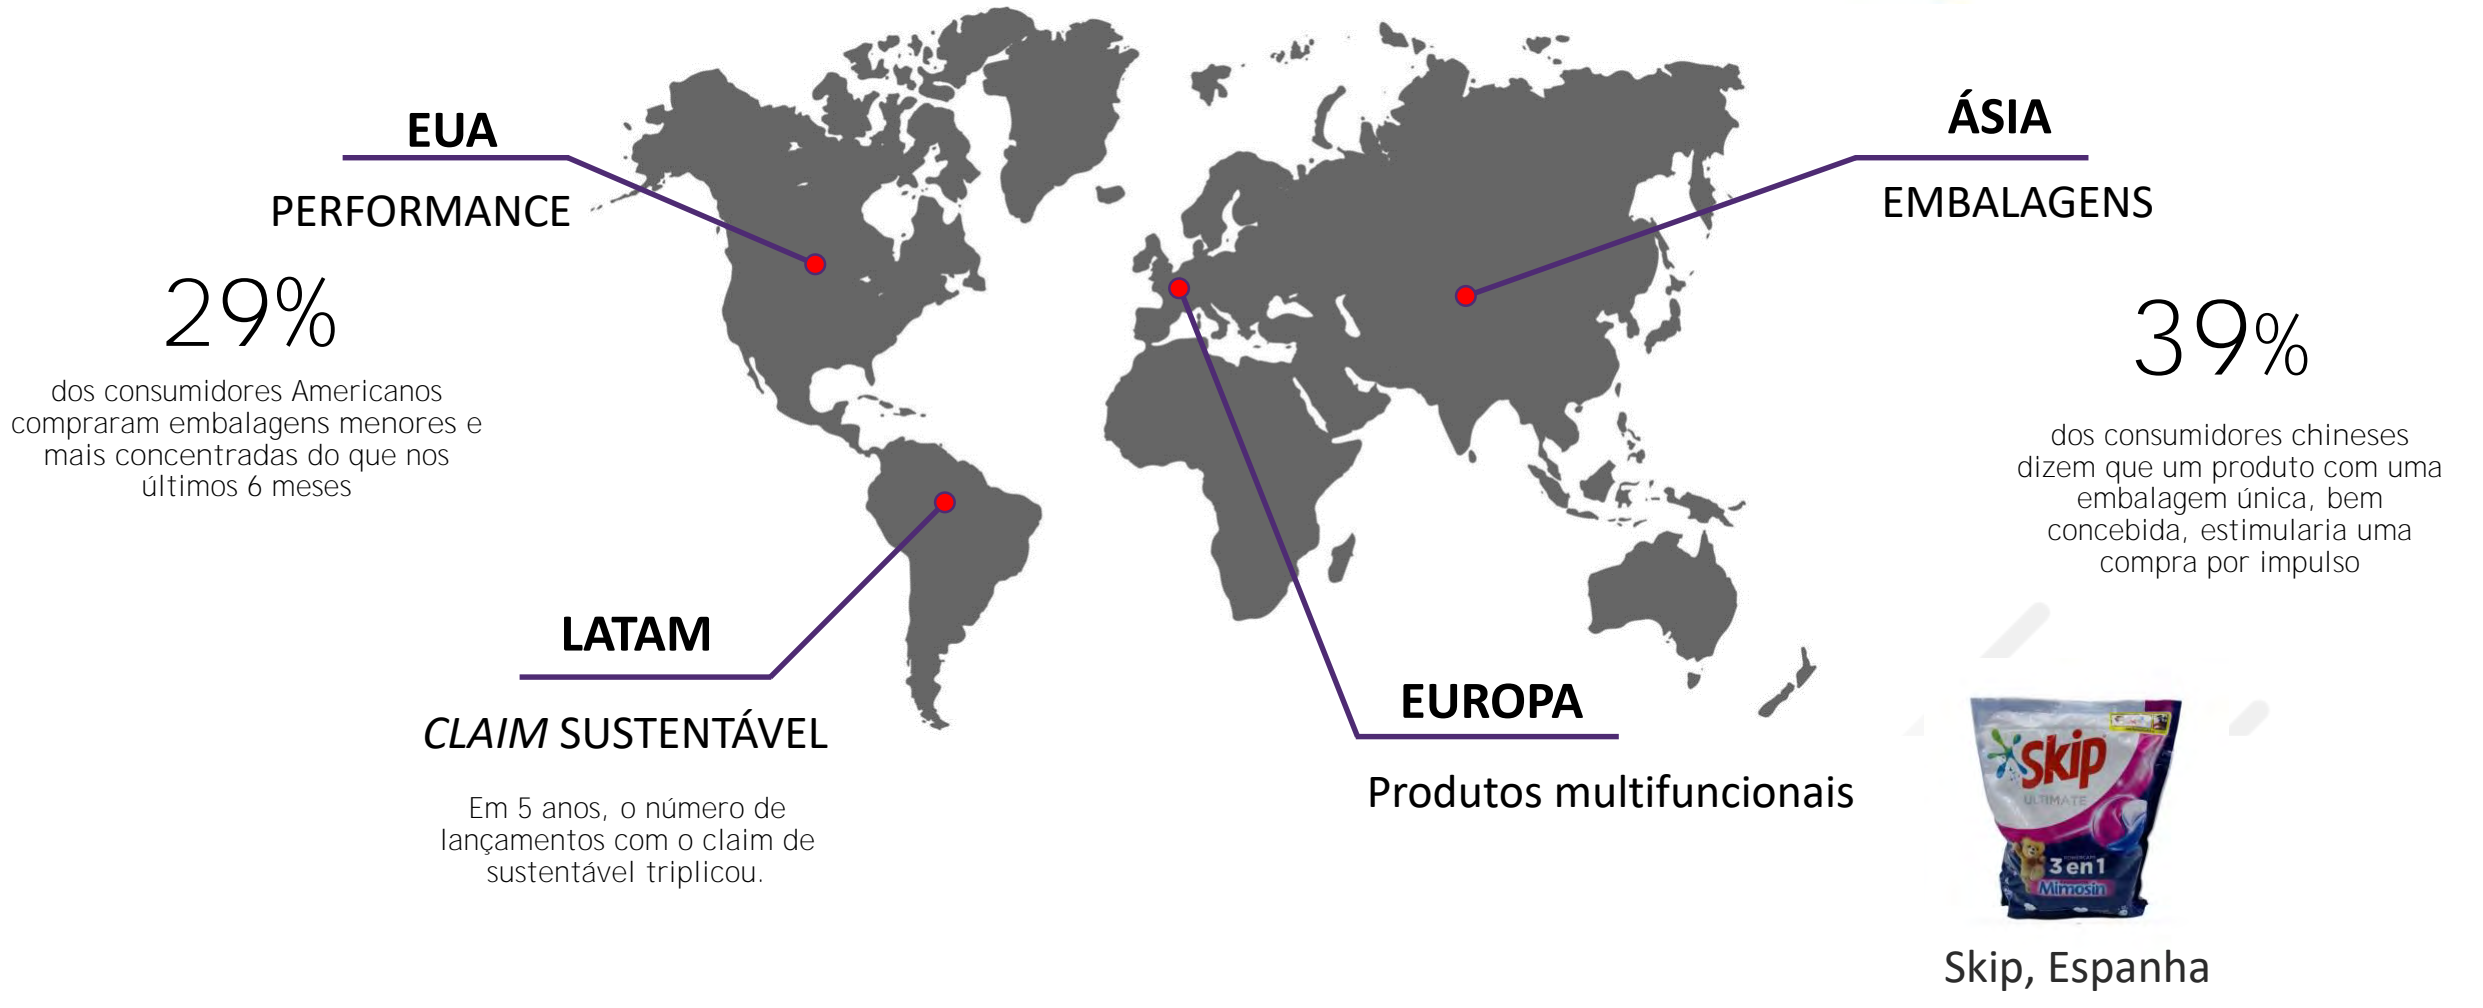 EUA
PERFORMANCE
29%
dos consumidores Americanos
compraram embalagens menores e
mais concentradas do que nos
últimos 6 meses
ÁSIA
EMBALAGENS
39%
dos consumidores chineses
dizem que um produto com uma
embalagem única, bem
concebida, estimularia uma
compra por impulso
LATAM
CLAIM SUSTENTÁVEL
Em 5 anos, o número de
lançamentos com o claim de
sustentável triplicou.
EUROPA
Produtos multifuncionais
Skip
ULTIMATE
3 en 1
Mimosin
Skip, Espanha